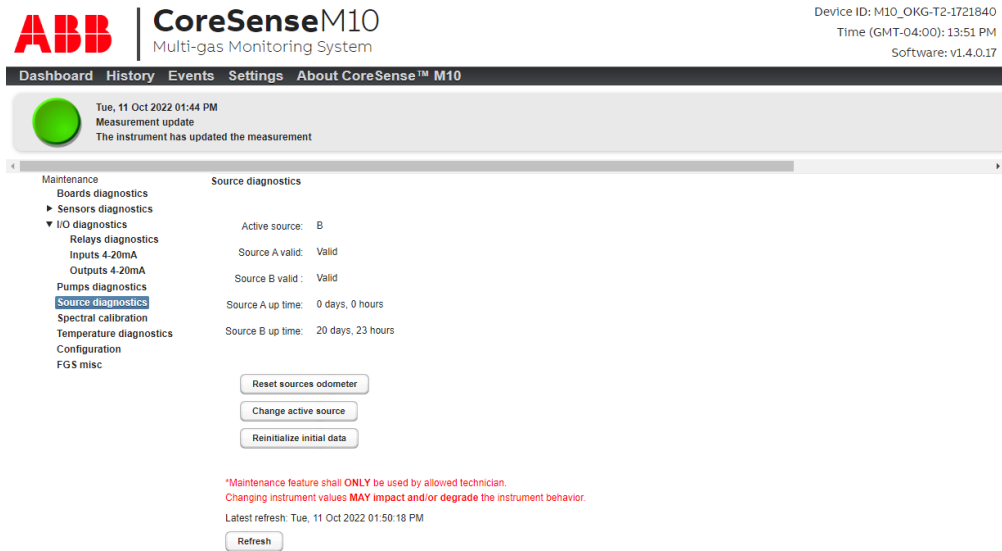 ABB
CoreSenseM10
Multi-gas Monitoring System
Device ID: M10_OKG-T2-1721840
Time (GMT-04:00): 13:51 PM
Software: v1.4.0.17
Dashboard History Events Settings About CoreSense™ M10
Tue, 11 Oct 2022 01:44 PM
Measurement update
The instrument has updated the measurement
Maintenance
Boards diagnostics
Sensors diagnostics
I/O diagnostics
Relays diagnostics
Inputs 4-20mA
Outputs 4-20mA
Pumps diagnostics
Source diagnostics
Spectral calibration
Temperature diagnostics
Configuration
FGS misc
Source diagnostics
Active source: B
Source A valid: Valid
Source B valid : Valid
Source A up time: 0 days, 0 hours
Source B up time: 20 days, 23 hours
Reset sources odometer
Change active source
Reinitialize initial data
*Maintenance feature shall ONLY be used by allowed technician.
Changing instrument values MAY impact and/or degrade the instrument behavior.
Latest refresh: Tue, 11 Oct 2022 01:50:18 PM
Refresh